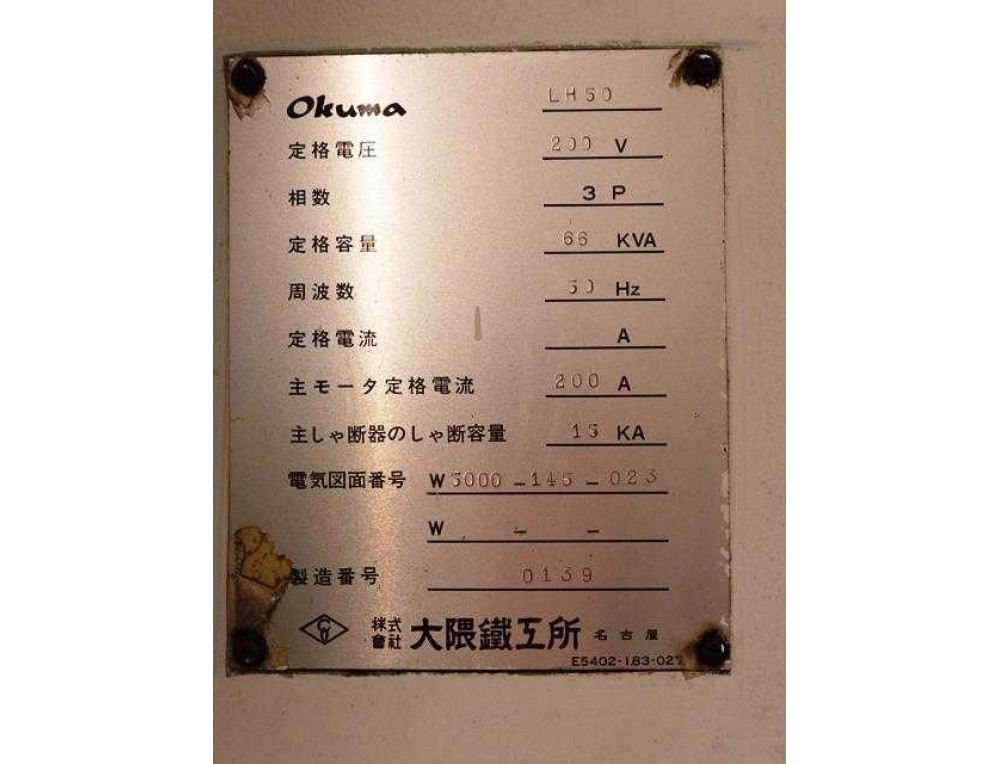 Okuma LH50
定格電圧 200 V
相数 3 P
定格容量 66 KVA
周波数 50 Hz
定格電流 A
主モータ定格電流 200 A
主しゃ断器のしゃ断容量 15 KA
電気図面番号 W5000-145-023
W - -
製造番号 0139
株式會社 大隈鐵工所 名古屋
E5402-183-027